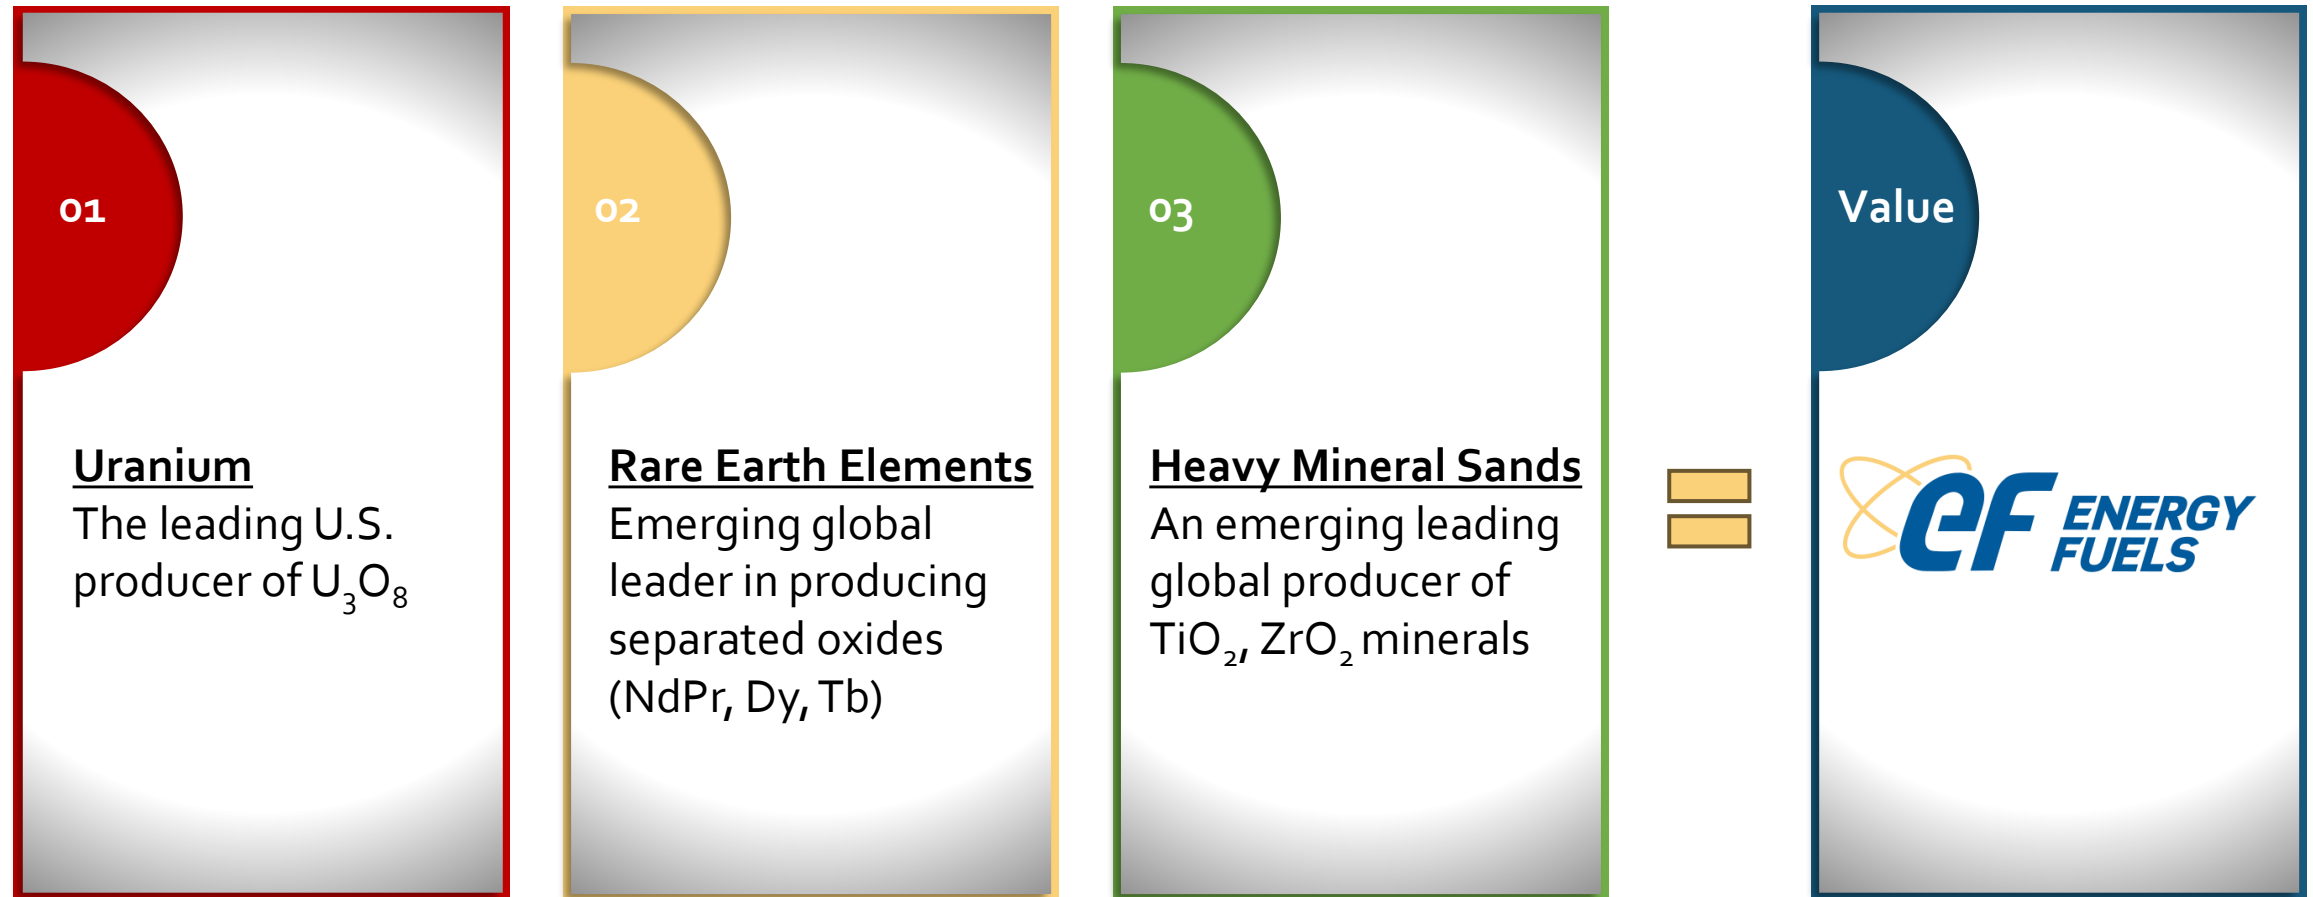 01
Uranium
The leading U.S.
producer of U₃O₈
02
Rare Earth Elements
Emerging global
leader in producing
separated oxides
(NdPr, Dy, Tb)
03
Heavy Mineral Sands
An emerging leading
global producer of
TiO₂, ZrO₂ minerals
Value
eF ENERGY
FUELS